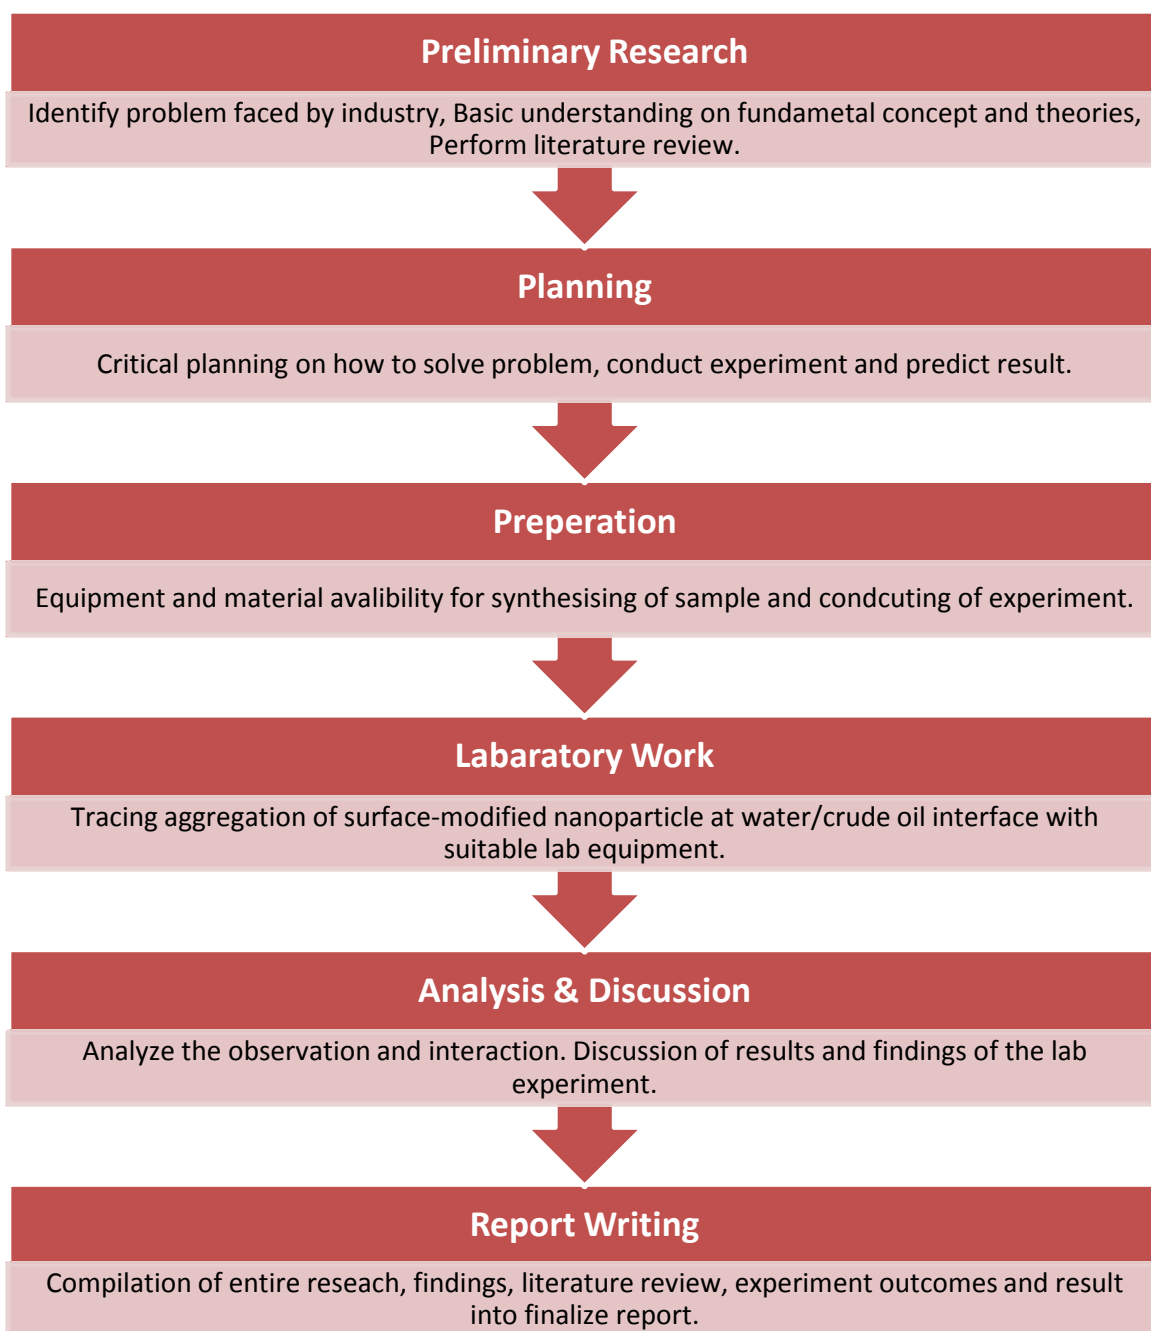 Preliminary Research
Identify problem faced by industry, Basic understanding on fundametal concept and theories,
Perform literature review.
Planning
Critical planning on how to solve problem, conduct experiment and predict result.
Preperation
Equipment and material avalibility for synthesising of sample and condcuting of experiment.
Labaratory Work
Tracing aggregation of surface-modified nanoparticle at water/crude oil interface with
suitable lab equipment.
Analysis & Discussion
Analyze the observation and interaction. Discussion of results and findings of the lab
experiment.
Report Writing
Compilation of entire reseach, findings, literature review, experiment outcomes and result
into finalize report.